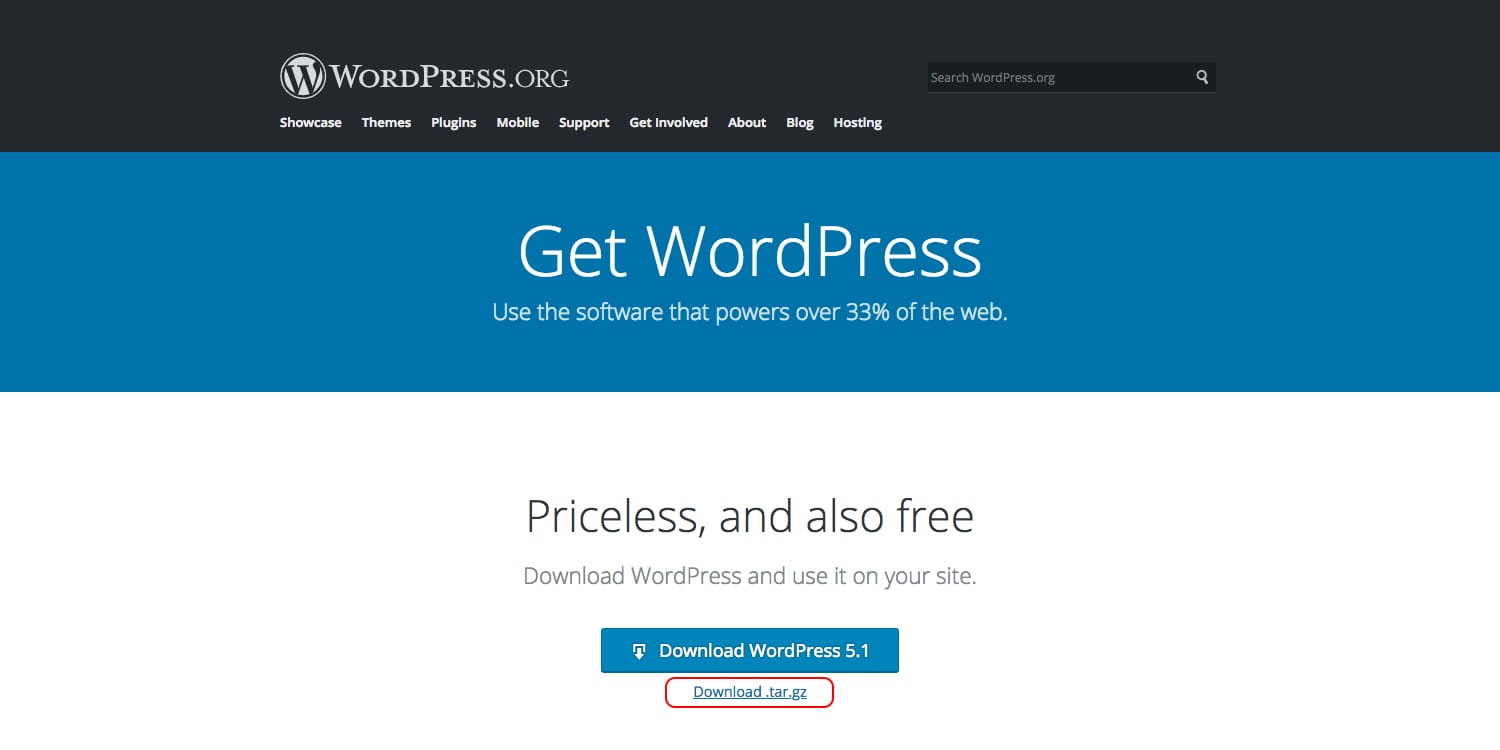 WORDPRESS.ORG
Search WordPress.org
Showcase Themes Plugins Mobile Support Get Involved About Blog Hosting
Get WordPress
Use the software that powers over 33% of the web.
Priceless, and also free
Download WordPress and use it on your site.
Download WordPress 5.1
Download .tar.gz